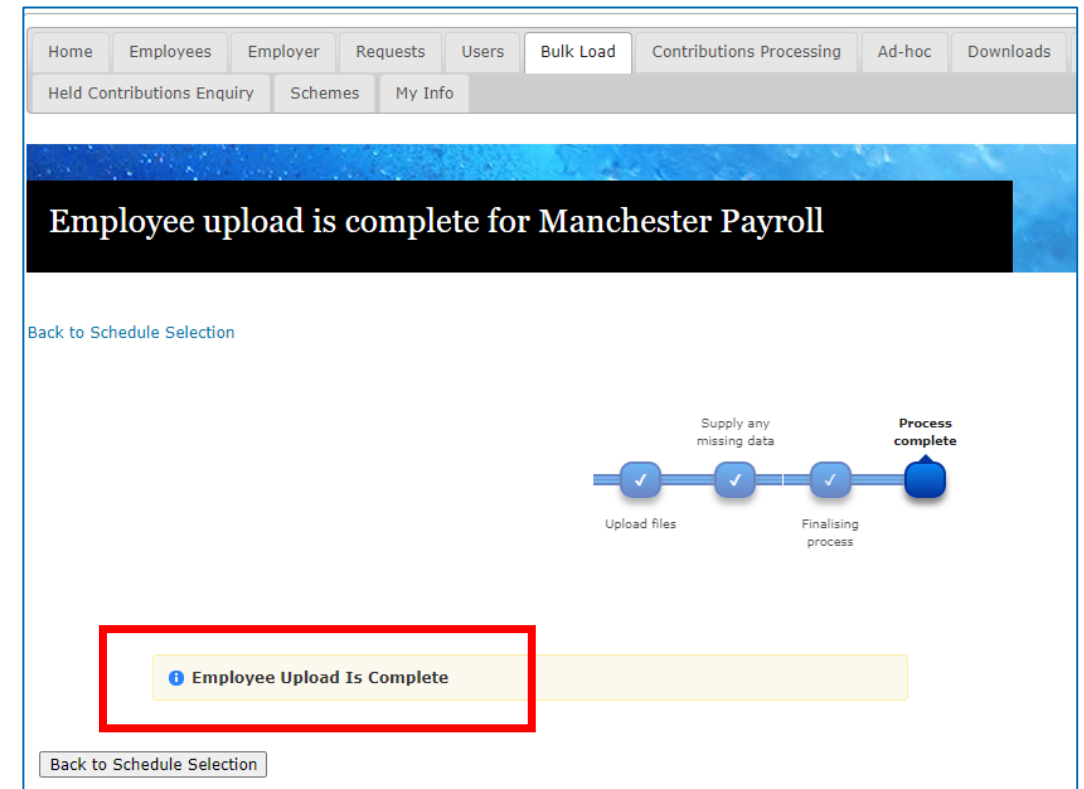 Home Employees Employer Requests Users Bulk Load Contributions Processing Ad-hoc Downloads
Held Contributions Enquiry Schemes My Info
Employee upload is complete for Manchester Payroll
Back to Schedule Selection
Supply any
missing data
Process
complete
Upload files
Finalising
process
Employee Upload Is Complete
Back to Schedule Selection